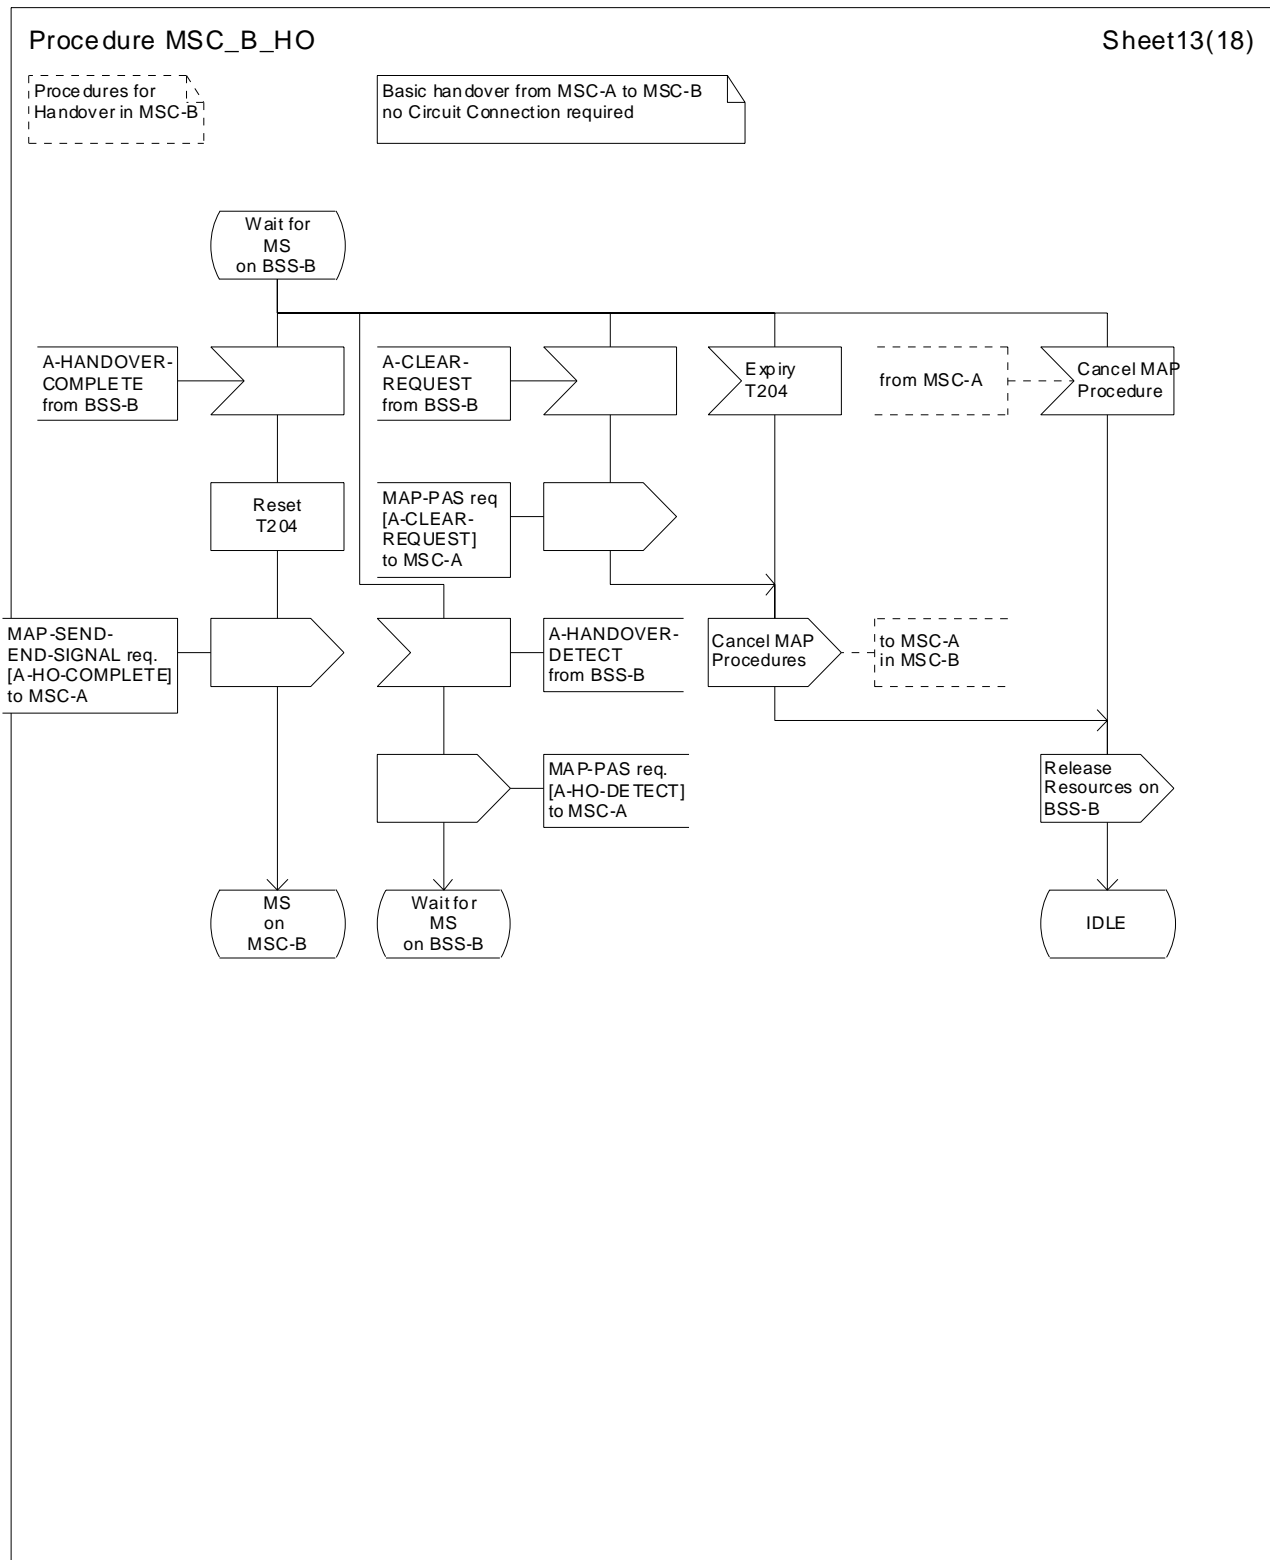 Procedure MSC_B_HO
Sheet13(18)
Procedures for
Handover in MSC-B
Basic handover from MSC-A to MSC-B
no Circuit Connection required
Wait for
MS
on BSS-B
A-HANDOVER-
COMPLETE
from BSS-B
A-CLEAR-
REQUEST
from BSS-B
Expiry
T204
from MSC-A
Cancel MAP
Procedure
Reset
T204
MAP-PAS req
[A-CLEAR-
REQUEST]
to MSC-A
MAP-SEND-
END-SIGNAL req.
[A-HO-COMPLETE]
to MSC-A
A-HANDOVER-
DETECT
from BSS-B
Cancel MAP
Procedures
to MSC-A
in MSC-B
MAP-PAS req.
[A-HO-DETECT]
to MSC-A
Release
Resources on
BSS-B
MS
on
MSC-B
Wait for
MS
on BSS-B
IDLE